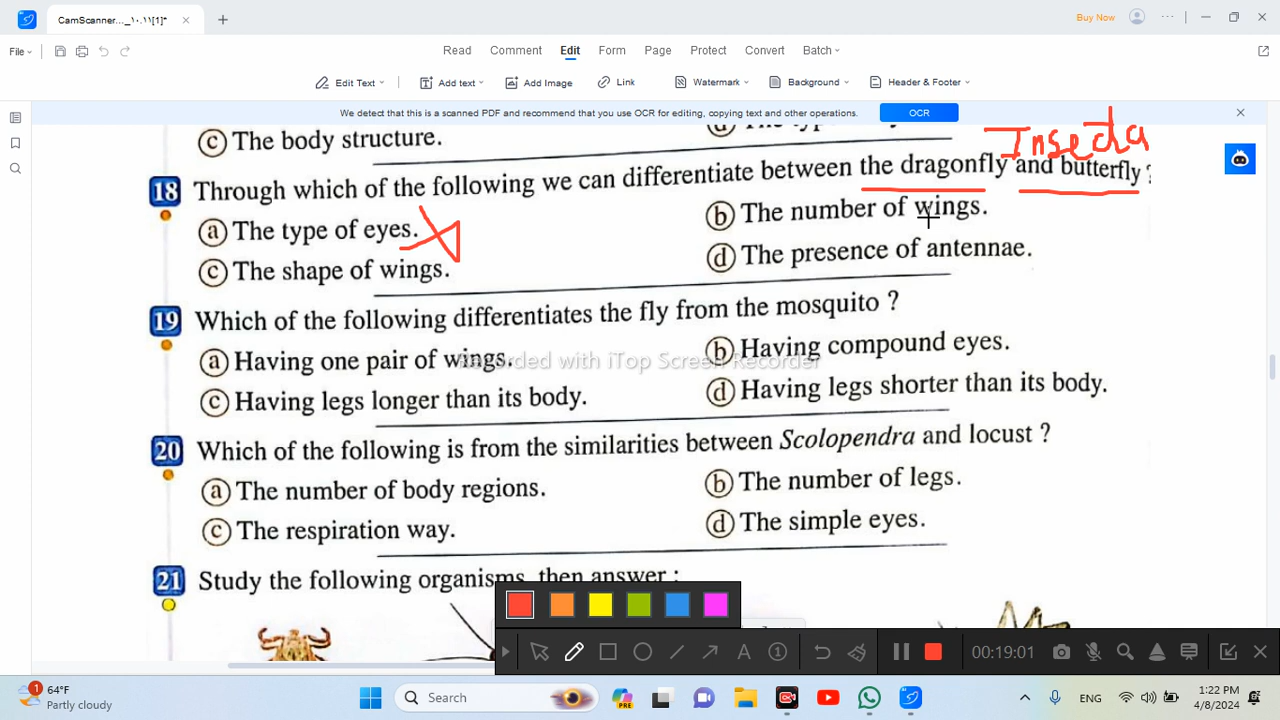 CamScanner..._١٠,١١[1]*
Buy Now
File
Read Comment Edit Form Page Protect Convert Batch
Edit Text Add text Add Image Link Watermark Background Header & Footer
We detect that this is a scanned PDF and recommend that you use OCR for editing, copying text and other operations. OCR
Insecta
c The body structure. d The
18 Through which of the following we can differentiate between the dragonfly and butterfly ?
a The type of eyes. b The number of wings.
c The shape of wings. d The presence of antennae.
19 Which of the following differentiates the fly from the mosquito ?
a Having one pair of wings. b Having compound eyes.
Recorded with iTop Screen Recorder
c Having legs longer than its body. d Having legs shorter than its body.
20 Which of the following is from the similarities between Scolopendra and locust ?
a The number of body regions. b The number of legs.
c The respiration way. d The simple eyes.
21 Study the following organisms, then answer :
A 1 00:19:01
1 64°F
Partly cloudy
Search
PRE
ENG
1:22 PM
4/8/2024